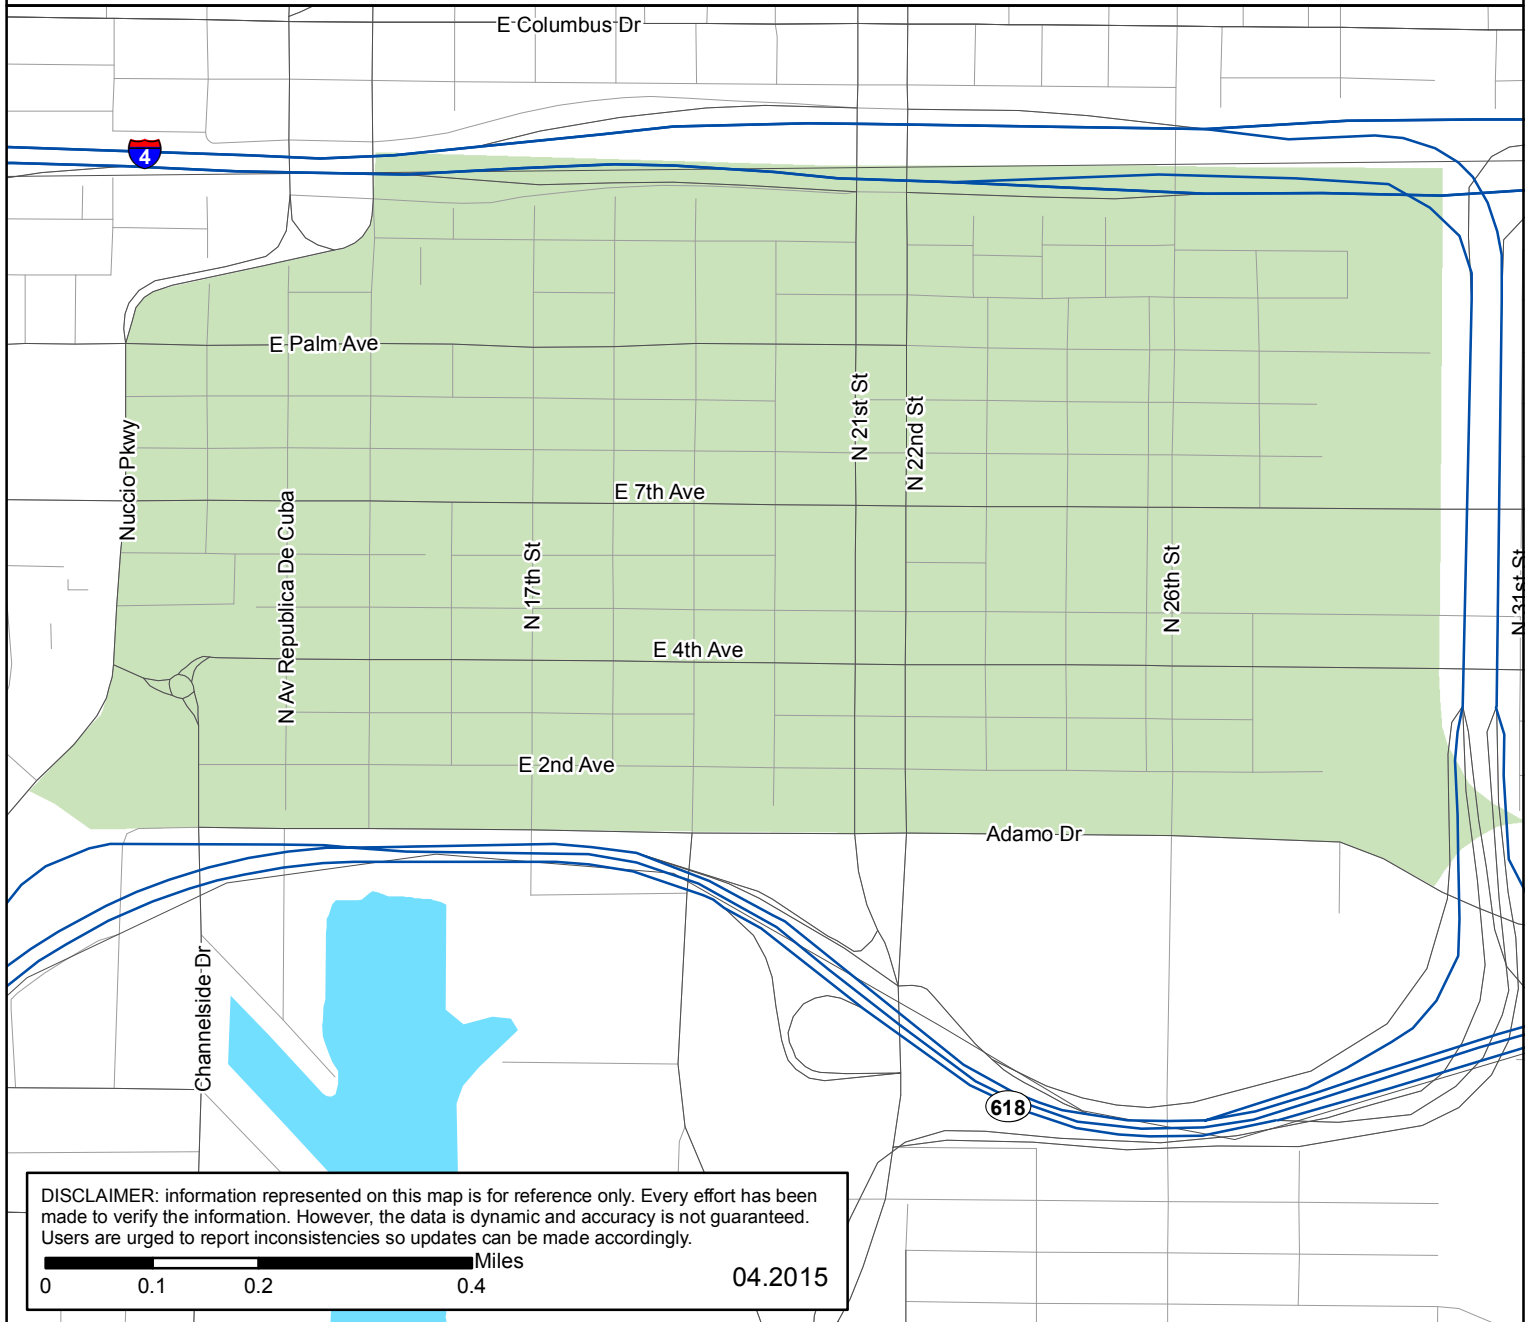 E Columbus Dr
4
E Palm Ave
N 21st St
N 22nd St
Nuccio Pkwy
E 7th Ave
N Av Republica De Cuba
N 17th St
N 26th St
N 31st St
E 4th Ave
E 2nd Ave
Adamo Dr
Channelside Dr
618
DISCLAIMER: information represented on this map is for reference only. Every effort has been
made to verify the information. However, the data is dynamic and accuracy is not guaranteed.
Users are urged to report inconsistencies so updates can be made accordingly.
Miles
0 0.1 0.2 0.4
04.2015